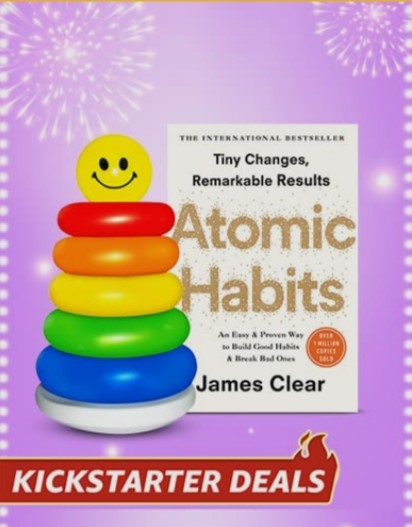 THE INTERNATIONAL BESTSELLER
Tiny Changes,
Remarkable Results
Atomic
Habits
An Easy & Proven Way
to Build Good Habits
& Break Bad Ones
OVER
1 MILLION
COPIES
SOLD
James Clear
KICKSTARTER DEALS